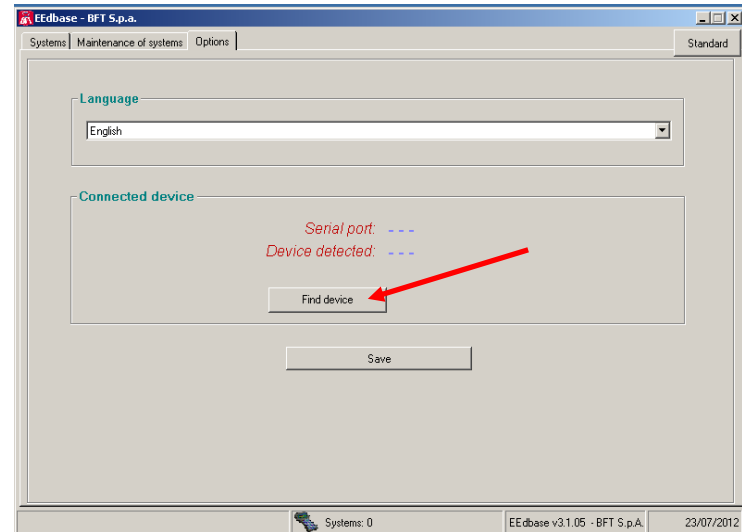 EEdbase - BFT S.p.a.
Systems Maintenance of systems Options Standard
Language
English
Connected device
Serial port: - - -
Device detected: - - -
Find device
Save
Systems: 0 EEdbase v3.1.05 - BFT S.p.A. 23/07/2012